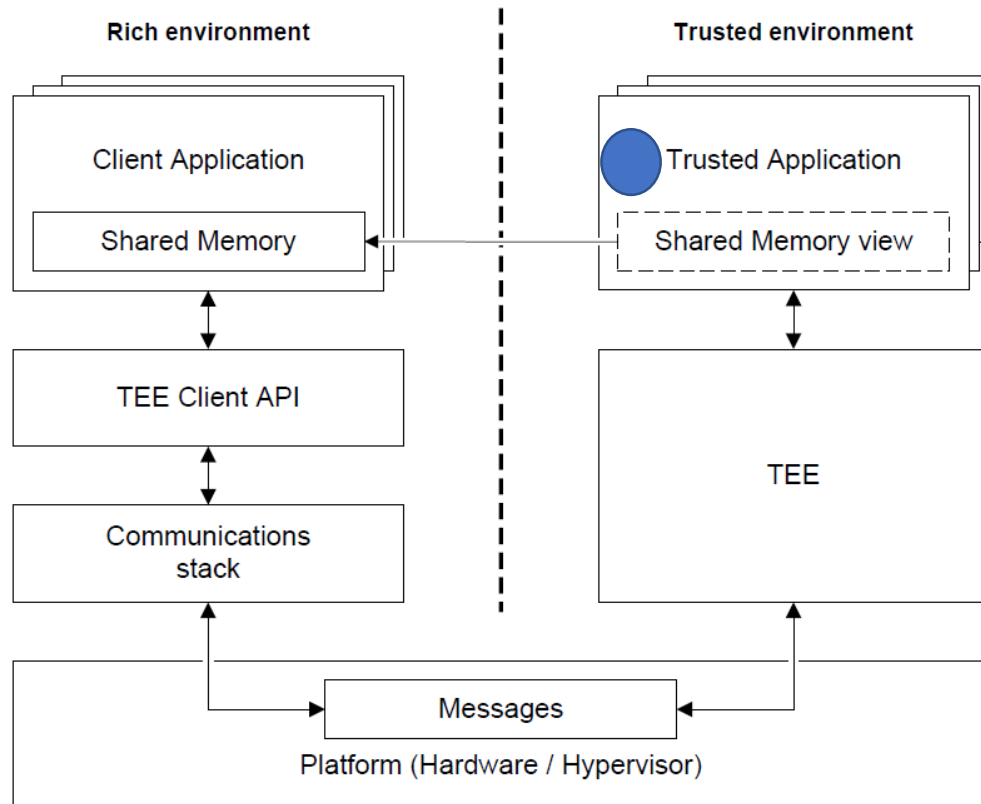 Rich environment
Trusted environment
Client Application
Shared Memory
Trusted Application
Shared Memory view
TEE Client API
TEE
Communications
stack
Messages
Platform (Hardware / Hypervisor)